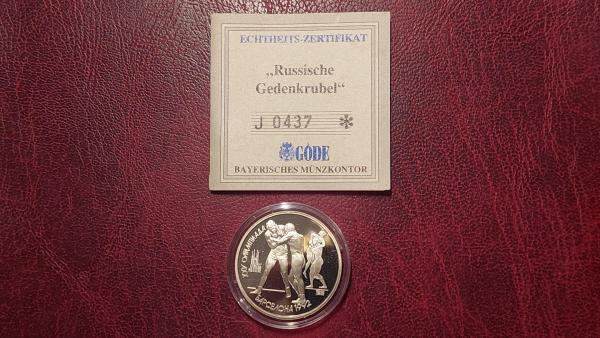 ECHTHEITS-ZERTIFIKAT
„Russische
Gedenkrubel“
J 0437 *
GÖDE
BAYERISCHES MÜNZKONTOR
XXV ОЛИМПИАДА
БАРСЕЛОНА 1992